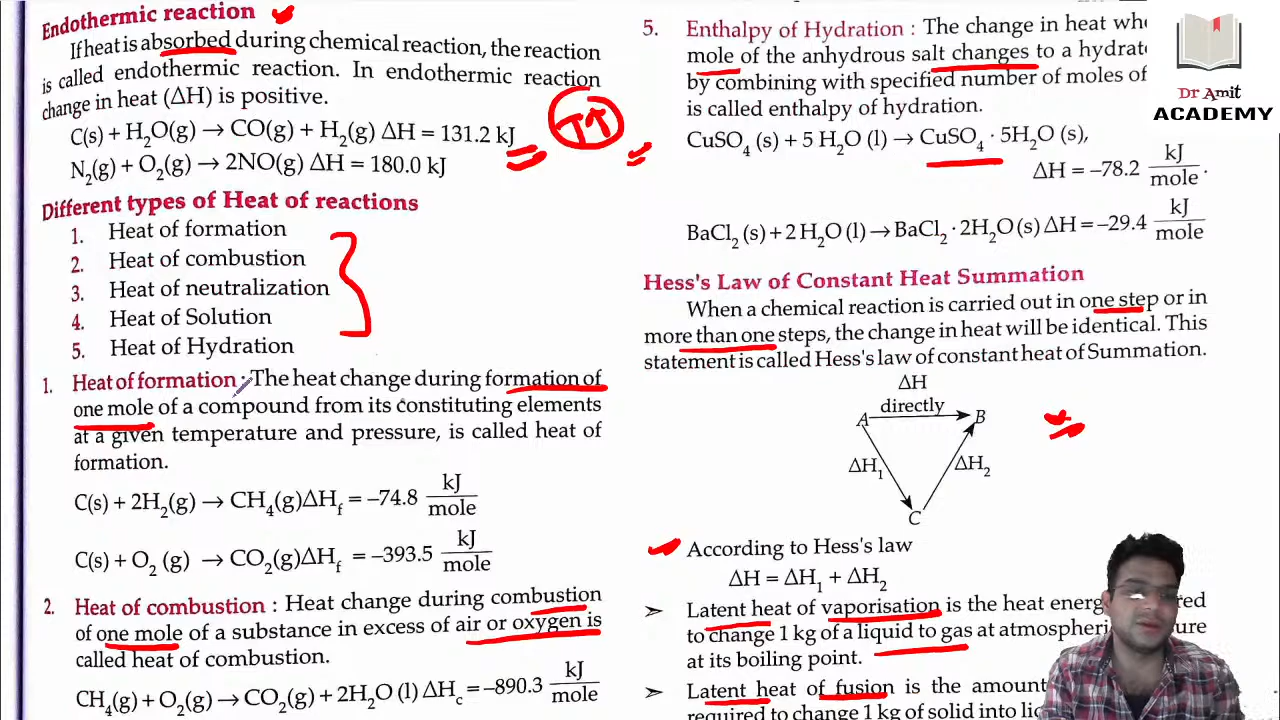 Endothermic reaction
If heat is absorbed during chemical reaction, the reaction
is called endothermic reaction. In endothermic reaction
change in heat (ΔH) is positive.
C(s) + H₂O(g) → CO(g) + H₂(g) ΔH = 131.2 kJ
N₂(g) + O₂(g) → 2NO(g) ΔH = 180.0 kJ
Different types of Heat of reactions
1. Heat of formation
2. Heat of combustion
3. Heat of neutralization
4. Heat of Solution
5. Heat of Hydration
1. Heat of formation : The heat change during formation of
one mole of a compound from its constituting elements
at a given temperature and pressure, is called heat of
formation.
C(s) + 2H₂(g) → CH₄(g)ΔH_f = –74.8 kJ/mole
C(s) + O₂ (g) → CO₂(g)ΔH_f = –393.5 kJ/mole
2. Heat of combustion : Heat change during combustion
of one mole of a substance in excess of air or oxygen is
called heat of combustion.
CH₄(g) + O₂(g) → CO₂(g) + 2H₂O (l) ΔH_c = –890.3 kJ/mole
5. Enthalpy of Hydration : The change in heat
mole of the anhydrous salt changes to a
by combining with specified number of moles of
is called enthalpy of hydration.
CuSO₄ (s) + 5 H₂O (l) → CuSO₄ · 5H₂O (s),
ΔH = –78.2 kJ/mole.
BaCl₂ (s) + 2 H₂O (l) → BaCl₂ · 2H₂O (s) ΔH = –29.4 kJ/mole
Hess's Law of Constant Heat Summation
When a chemical reaction is carried out in one step or in
more than one steps, the change in heat will be identical. This
statement is called Hess's law of constant heat of Summation.
ΔH
directly
A B
ΔH₁ ΔH₂
C
According to Hess's law
ΔH = ΔH₁ + ΔH₂
➢ Latent heat of vaporisation is the heat
to change 1 kg of a liquid to gas at
at its boiling point.
➢ Latent heat of fusion is the
required to change 1 kg of solid into
Dr Amit
ACADEMY